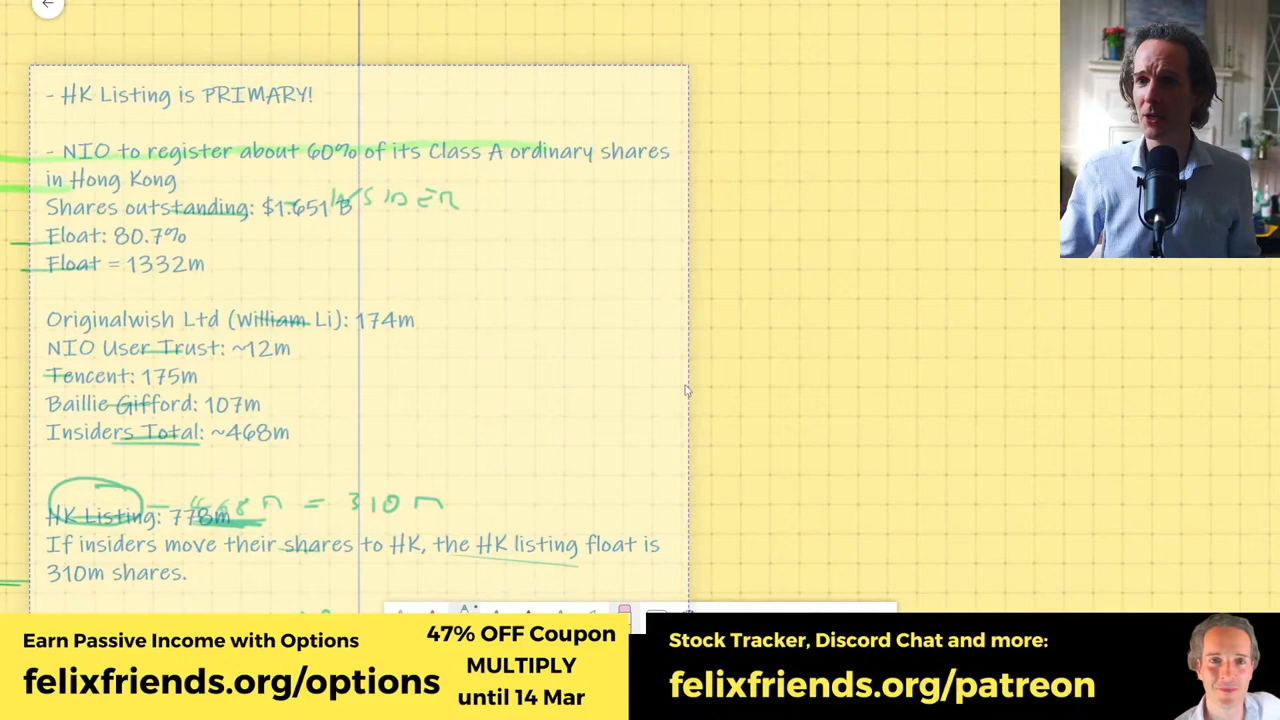 - HK Listing is PRIMARY!
- NIO to register about 60% of its Class A ordinary shares
in Hong Kong
Shares outstanding: $1.651 B
INSIDER
Float: 80.7%
Float = 1332m
Originalwish Ltd (William Li): 174m
NIO User Trust: ~12m
Tencent: 175m
Baillie Gifford: 107m
Insiders Total: ~468m
- 468 m = 310 m
HK Listing: 778m
If insiders move their shares to HK, the HK listing float is
310m shares.
Earn Passive Income with Options
felixfriends.org/options
47% OFF Coupon
MULTIPLY
until 14 Mar
Stock Tracker, Discord Chat and more:
felixfriends.org/patreon